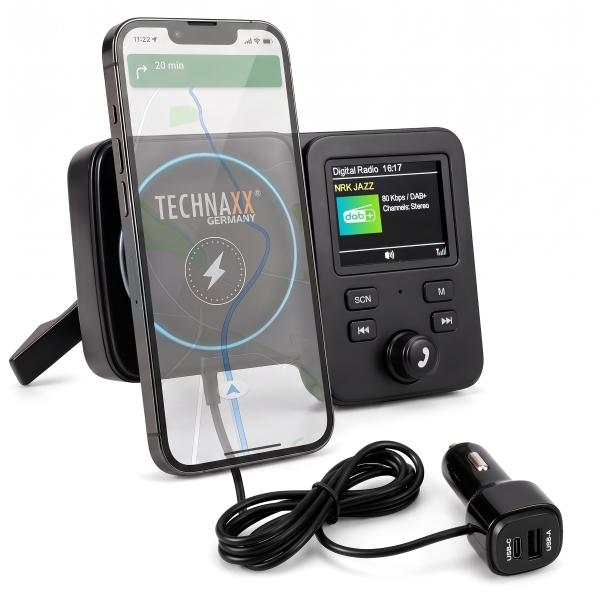 11:22
20 min
TECHNAXX®
GERMANY
Digital Radio 16:17
NRK JAZZ
dab+
80 Kbps / DAB+
Channels: Stereo
SCN
M
USB-C
USB-A